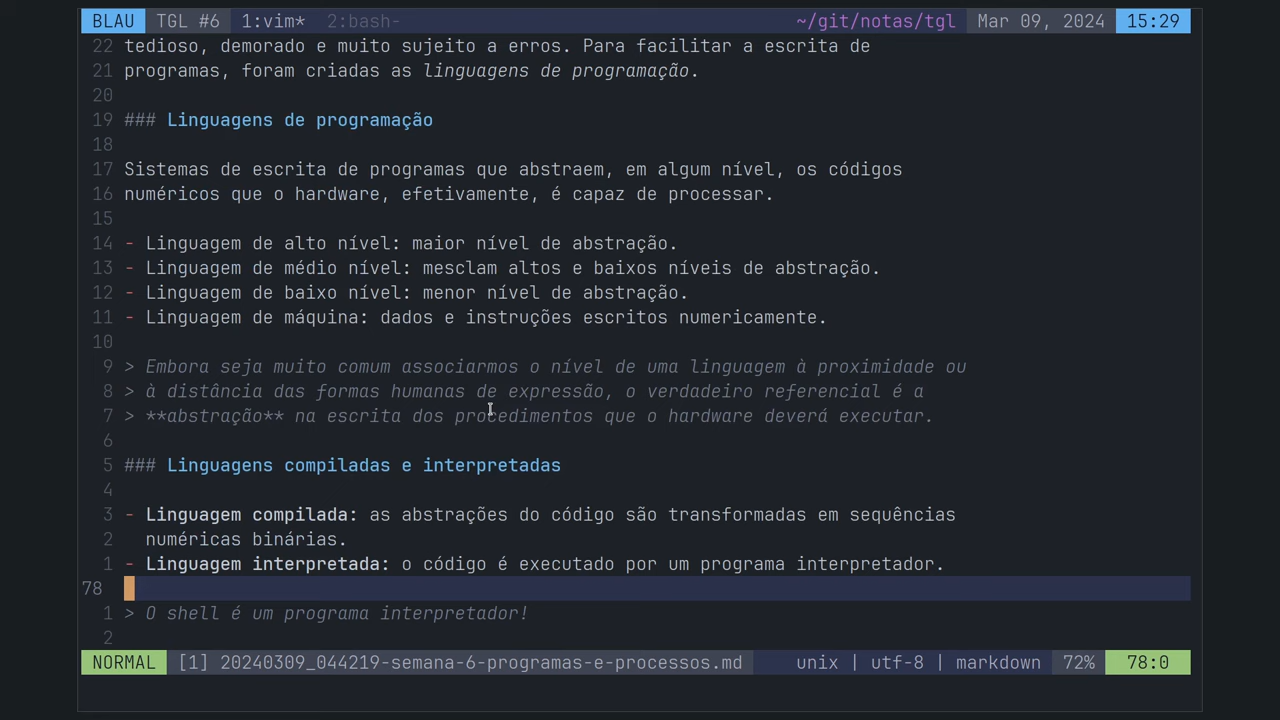 BLAU TGL #6 1:vim* 2:bash- ~/git/notas/tgl Mar 09, 2024 15:29
22 tedioso, demorado e muito sujeito a erros. Para facilitar a escrita de
21 programas, foram criadas as linguagens de programação.
20
19 ### Linguagens de programação
18
17 Sistemas de escrita de programas que abstraem, em algum nível, os códigos
16 numéricos que o hardware, efetivamente, é capaz de processar.
15
14 - Linguagem de alto nível: maior nível de abstração.
13 - Linguagem de médio nível: mesclam altos e baixos níveis de abstração.
12 - Linguagem de baixo nível: menor nível de abstração.
11 - Linguagem de máquina: dados e instruções escritos numericamente.
10
9 > Embora seja muito comum associarmos o nível de uma linguagem à proximidade ou
8 > à distância das formas humanas de expressão, o verdadeiro referencial é a
7 > **abstração** na escrita dos procedimentos que o hardware deverá executar.
6
5 ### Linguagens compiladas e interpretadas
4
3 - Linguagem compilada: as abstrações do código são transformadas em sequências
2 numéricas binárias.
1 - Linguagem interpretada: o código é executado por um programa interpretador.
78
1 > O shell é um programa interpretador!
2
NORMAL [1] 20240309_044219-semana-6-programas-e-processos.md unix | utf-8 | markdown 72% 78:0